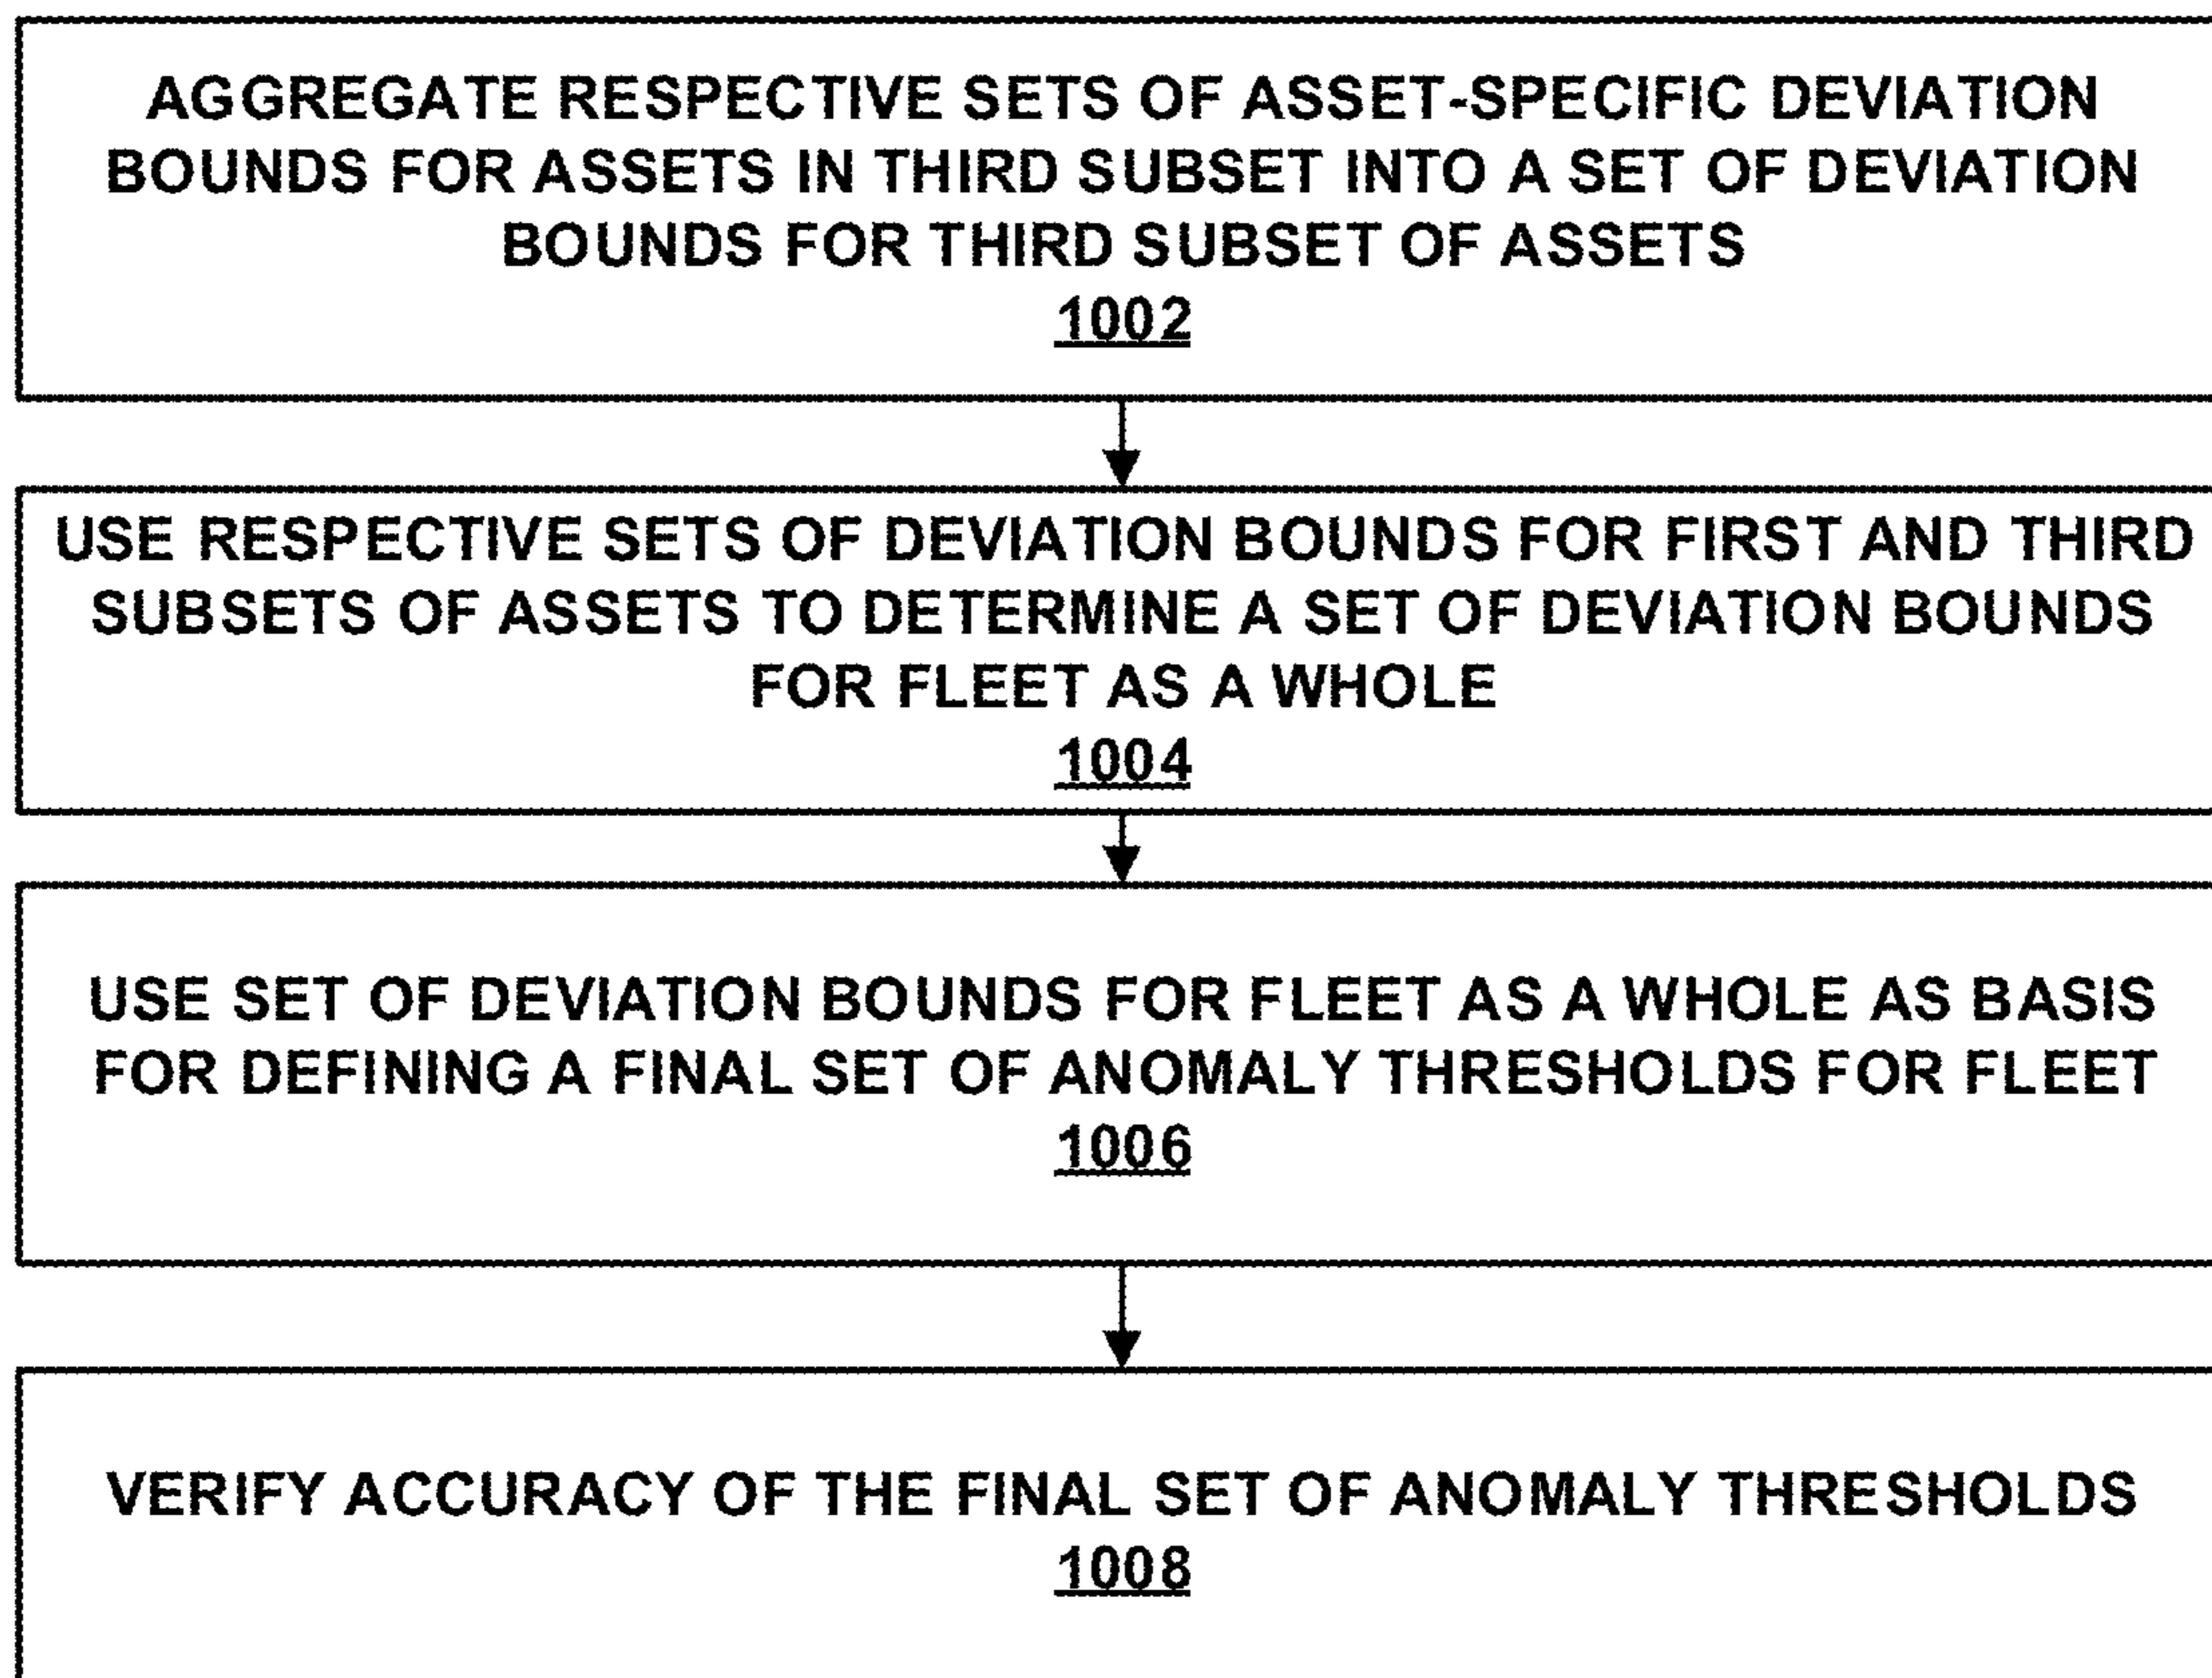 AGGREGATE RESPECTIVE SETS OF ASSET-SPECIFIC DEVIATION
BOUNDS FOR ASSETS IN THIRD SUBSET INTO A SET OF DEVIATION
BOUNDS FOR THIRD SUBSET OF ASSETS
1002
USE RESPECTIVE SETS OF DEVIATION BOUNDS FOR FIRST AND THIRD
SUBSETS OF ASSETS TO DETERMINE A SET OF DEVIATION BOUNDS
FOR FLEET AS A WHOLE
1004
USE SET OF DEVIATION BOUNDS FOR FLEET AS A WHOLE AS BASIS
FOR DEFINING A FINAL SET OF ANOMALY THRESHOLDS FOR FLEET
1006
VERIFY ACCURACY OF THE FINAL SET OF ANOMALY THRESHOLDS
1008